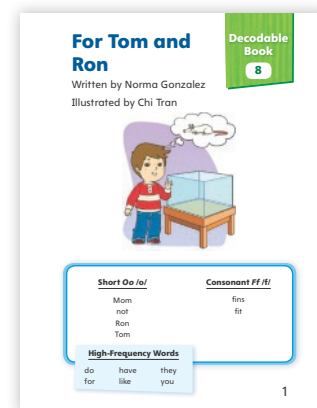 For Tom and
Ron
Written by Norma Gonzalez
Illustrated by Chi Tran
Decodable
Book
8
Short Oo /o/
Mom
not
Ron
Tom
Consonant Ff /f/
fins
fit
High-Frequency Words
do have they
for like you
1